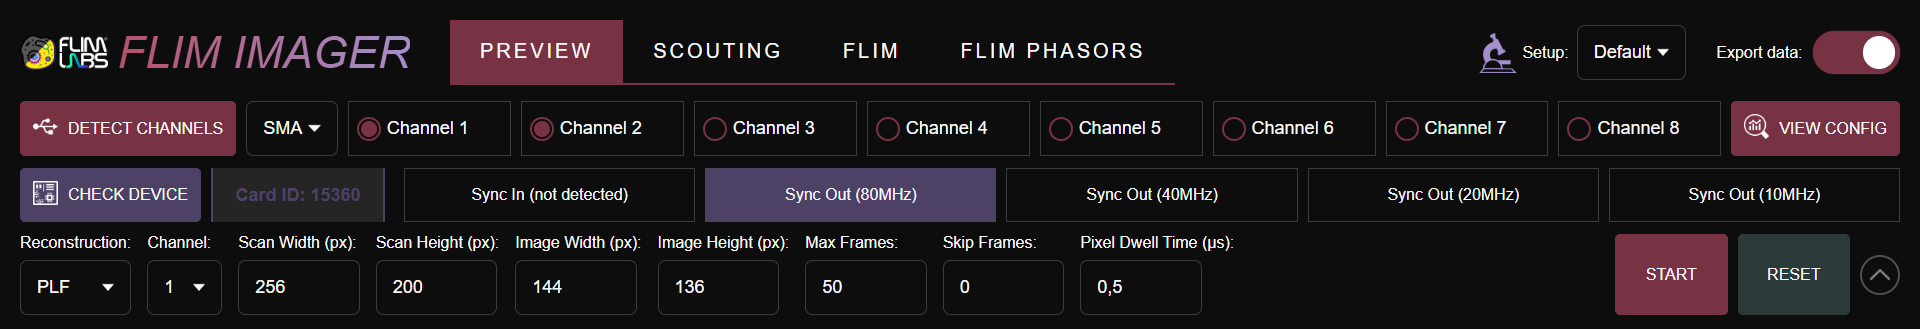 FLIM LABS FLIM IMAGER PREVIEW SCOUTING FLIM FLIM PHASORS Setup: Default Export data:
DETECT CHANNELS SMA Channel 1 Channel 2 Channel 3 Channel 4 Channel 5 Channel 6 Channel 7 Channel 8 VIEW CONFIG
CHECK DEVICE Card ID: 15360 Sync In (not detected) Sync Out (80MHz) Sync Out (40MHz) Sync Out (20MHz) Sync Out (10MHz)
Reconstruction: Channel: Scan Width (px): Scan Height (px): Image Width (px): Image Height (px): Max Frames: Skip Frames: Pixel Dwell Time (µs):
PLF 1 256 200 144 136 50 0 0,5 START RESET